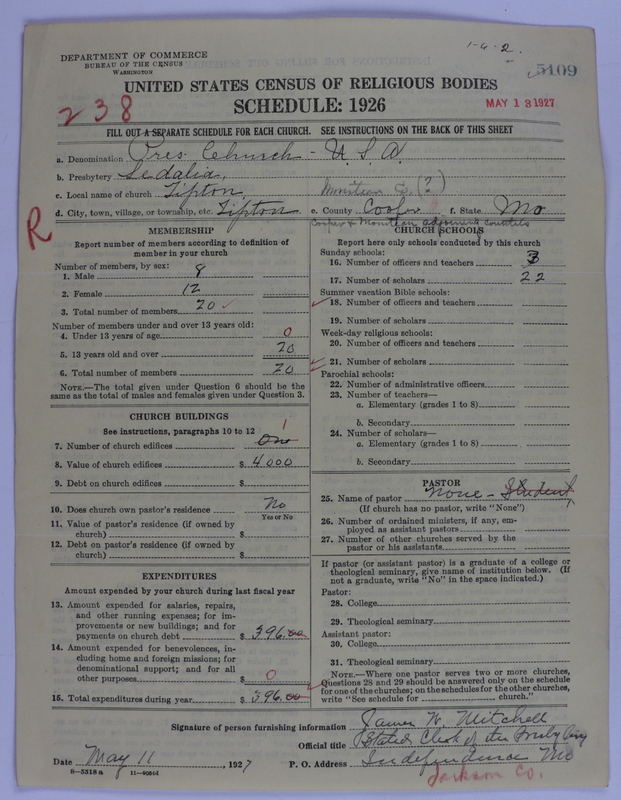 1-6-2.
DEPARTMENT OF COMMERCE
BUREAU OF THE CENSUS
WASHINGTON
5109
UNITED STATES CENSUS OF RELIGIOUS BODIES
SCHEDULE: 1926
238
MAY 13 1927
FILL OUT A SEPARATE SCHEDULE FOR EACH CHURCH. SEE INSTRUCTIONS ON THE BACK OF THIS SHEET
a. Denomination Pres Church - U.S.A.
b. Presbytery Sedalia,
c. Local name of church Tipton, Moniteau Co. (?)
d. City, town, village, or township, etc. Tipton e. County Cooper f. State Mo
Cooper & Moniteau adjoining counties
R
MEMBERSHIP
Report number of members according to definition of
member in your church
Number of members, by sex:
1. Male 8
2. Female 12
3. Total number of members 20
Number of members under and over 13 years old:
4. Under 13 years of age 0
5. 13 years old and over 20
6. Total number of members 20
NOTE.—The total given under Question 6 should be
same as the total of males and females given under Question 3.
CHURCH BUILDINGS
See instructions, paragraphs 10 to 12
7. Number of church edifices One 1
8. Value of church edifices $ 4000
9. Debt on church edifices $
10. Does church own pastor's residence No
Yes or No
11. Value of pastor's residence (if owned by
church) $
12. Debt on pastor's residence (if owned by
church) $
EXPENDITURES
Amount expended by your church during last fiscal year
13. Amount expended for salaries, repairs,
and other running expenses; for im-
provements or new buildings; and for
payments on church debt $ 396.00
14. Amount expended for benevolences, in-
cluding home and foreign missions; for
denominational support; and for all
other purposes $ 0
15. Total expenditures during year $ 396.00
CHURCH SCHOOLS
Report here only schools conducted by this church
Sunday schools:
16. Number of officers and teachers 3
17. Number of scholars 22
Summer vacation Bible schools:
18. Number of officers and teachers
19. Number of scholars
Week-day religious schools:
20. Number of officers and teachers
21. Number of scholars
Parochial schools:
22. Number of administrative officers
23. Number of teachers—
a. Elementary (grades 1 to 8)
b. Secondary
24. Number of scholars—
a. Elementary (grades 1 to 8)
b. Secondary
PASTOR
25. Name of pastor None - Student,
(If church has no pastor, write "None")
26. Number of ordained ministers, if any, em-
ployed as assistant pastors
27. Number of other churches served by the
pastor or his assistants
If pastor (or assistant pastor) is a graduate of a college or
theological seminary, give name of institution below. (If
not a graduate, write "No" in the space indicated.)
Pastor:
28. College
29. Theological seminary
Assistant pastor:
30. College
31. Theological seminary
NOTE.—Where one pastor serves two or more churches,
Questions 28 and 29 should be answered only on the schedule
for one of the churches; on the schedules for the other churches,
write "See schedule for church."
Signature of person furnishing information James W. Mitchell
Official title Stated Clerk of the Presbytery
Date May 11, 1927 P. O. Address Independence Mo
8-5318 a
Jackson Co.